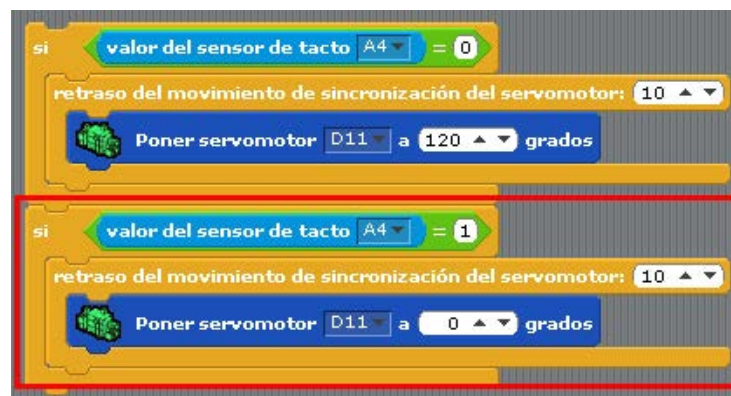 si valor del sensor de tacto A4 = 0
retraso del movimiento de sincronización del servomotor: 10
Poner servomotor D11 a 120 grados
si valor del sensor de tacto A4 = 1
retraso del movimiento de sincronización del servomotor: 10
Poner servomotor D11 a 0 grados